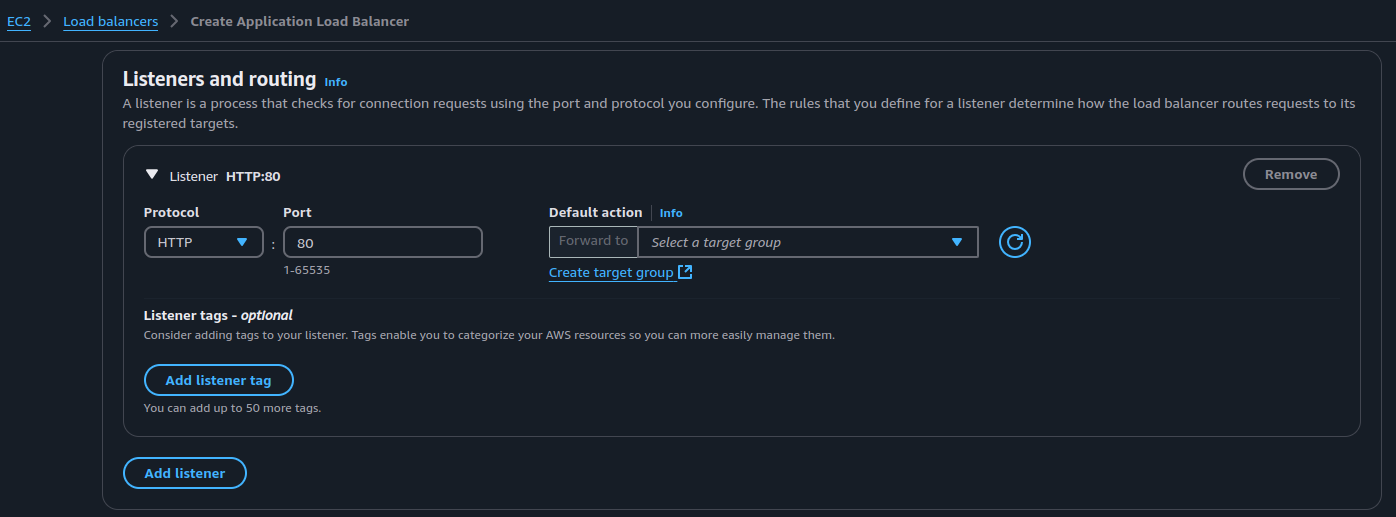 EC2 > Load balancers > Create Application Load Balancer
Listeners and routing Info
A listener is a process that checks for connection requests using the port and protocol you configure. The rules that you define for a listener determine how the load balancer routes requests to its
registered targets.
Listener HTTP:80
Remove
Protocol Port Default action Info
HTTP : 80 Forward to Select a target group
1-65535 Create target group
Listener tags - optional
Consider adding tags to your listener. Tags enable you to categorize your AWS resources so you can more easily manage them.
Add listener tag
You can add up to 50 more tags.
Add listener